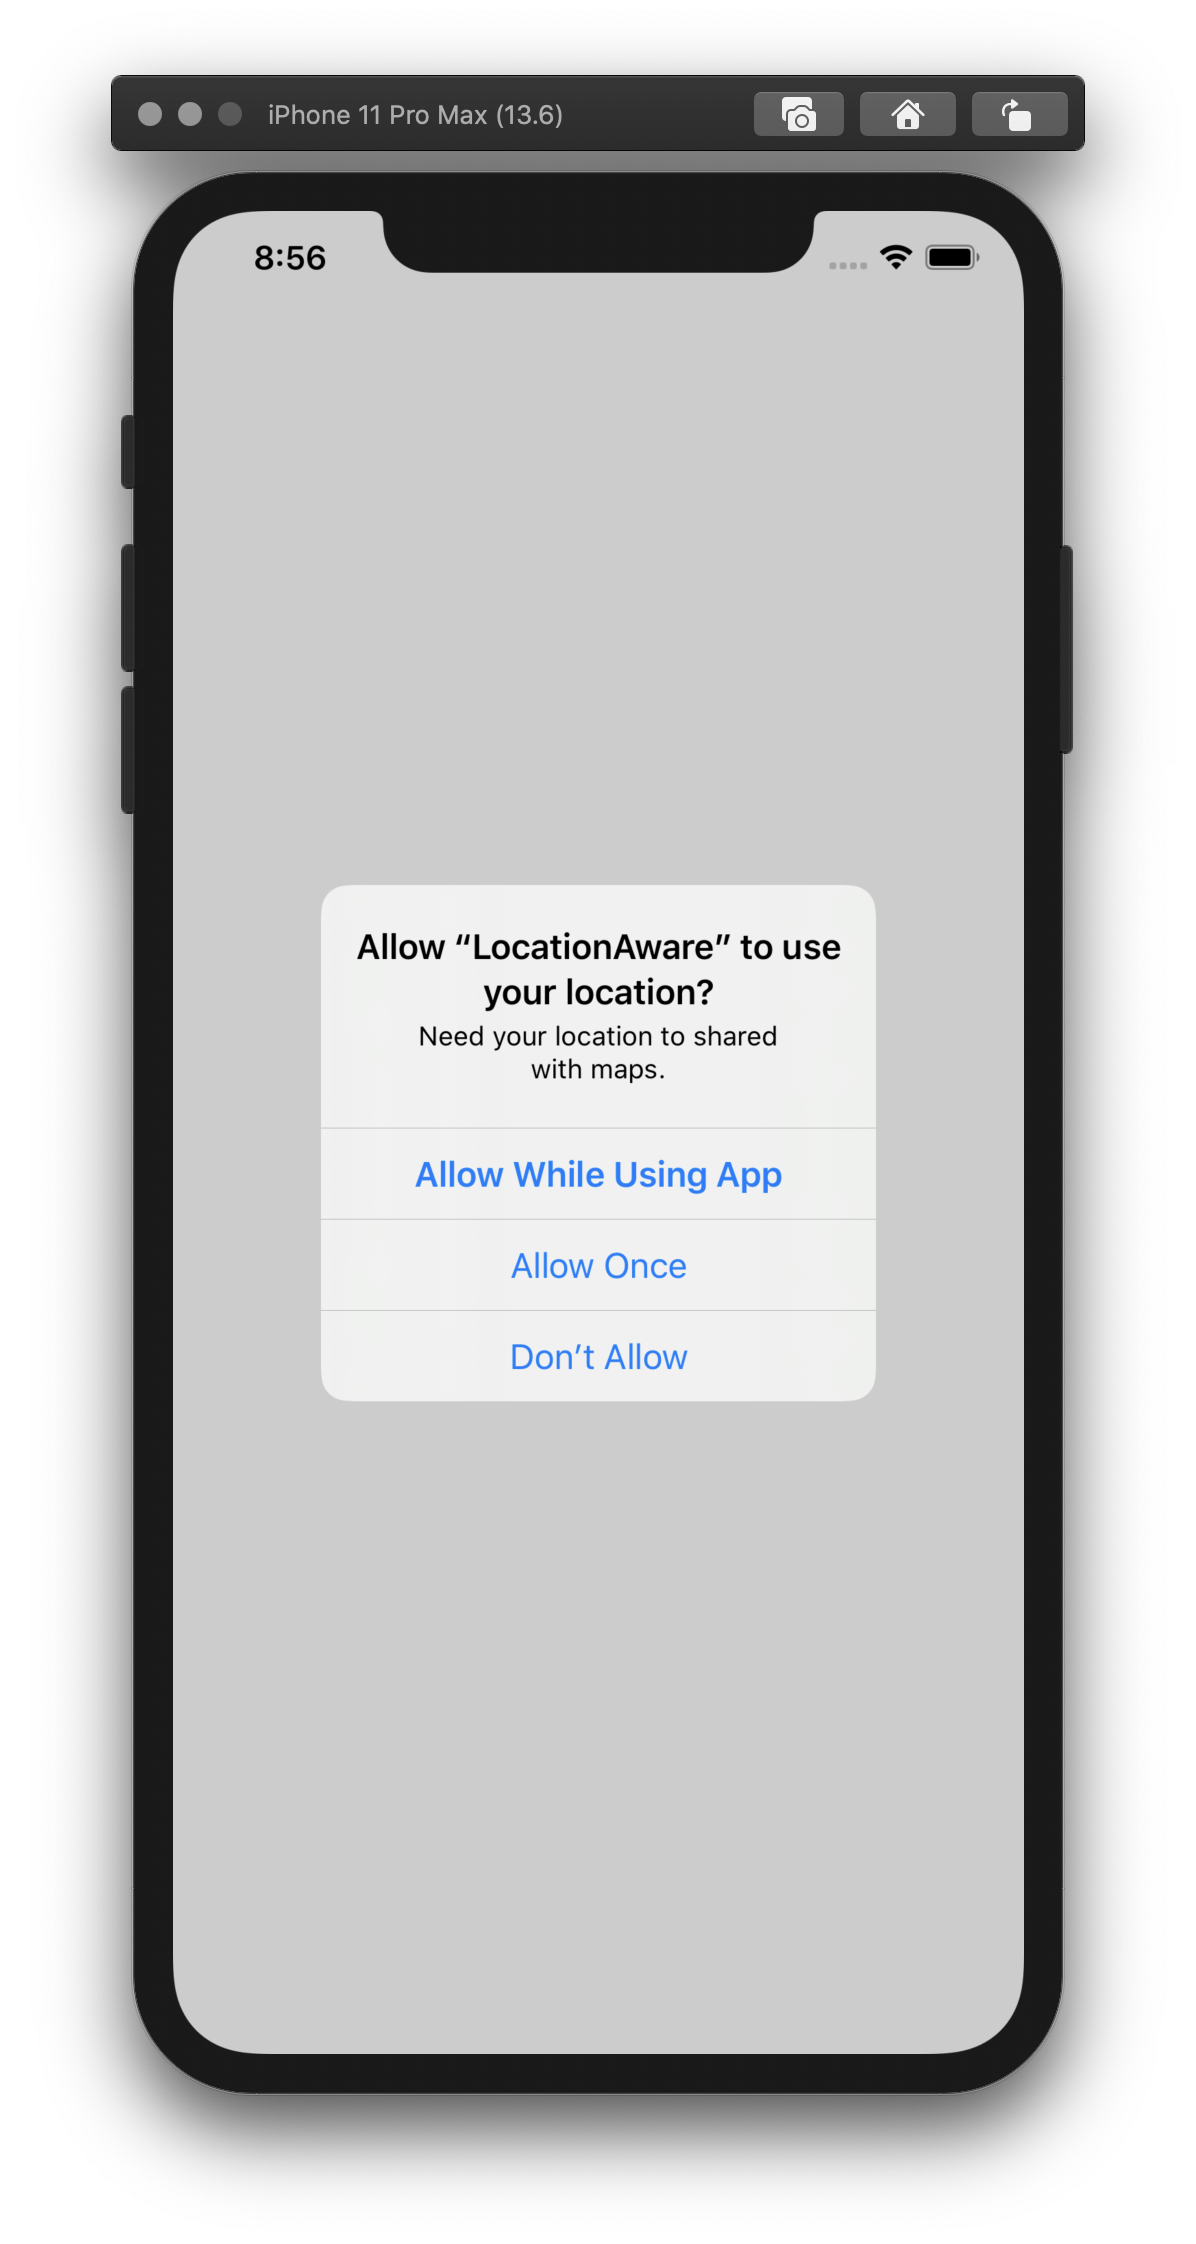 iPhone 11 Pro Max (13.6)
8:56
Allow “LocationAware” to use
your location?
Need your location to shared
with maps.
Allow While Using App
Allow Once
Don’t Allow